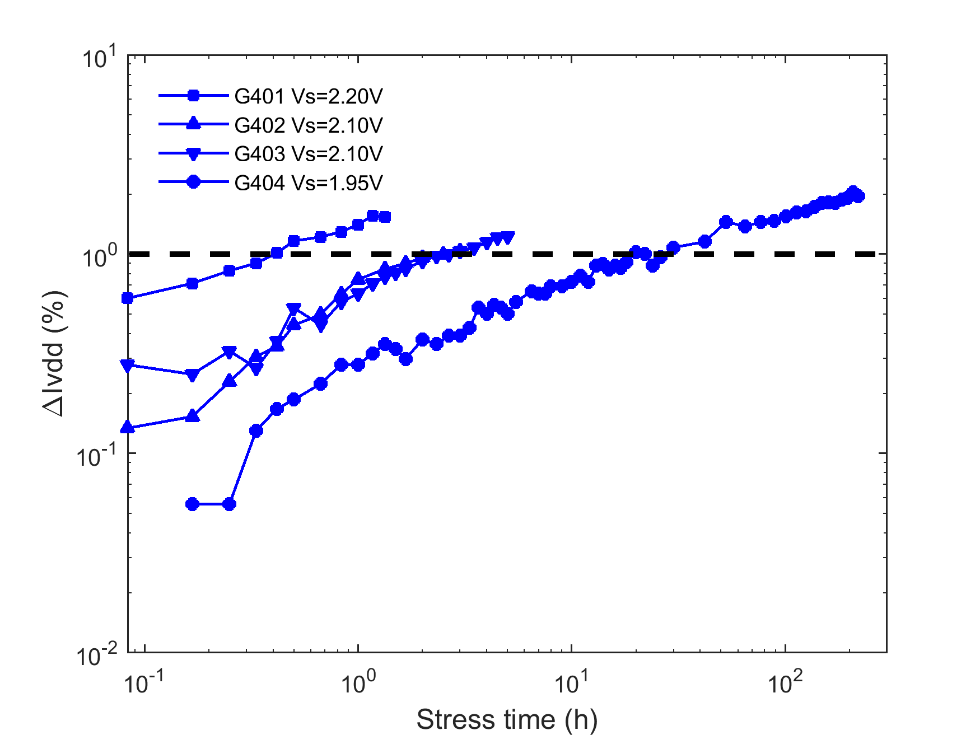 10^1
G401 Vs=2.20V
G402 Vs=2.10V
G403 Vs=2.10V
G404 Vs=1.95V
10^0
ΔIvdd (%)
10^-1
10^-2
10^-1 10^0 10^1 10^2
Stress time (h)